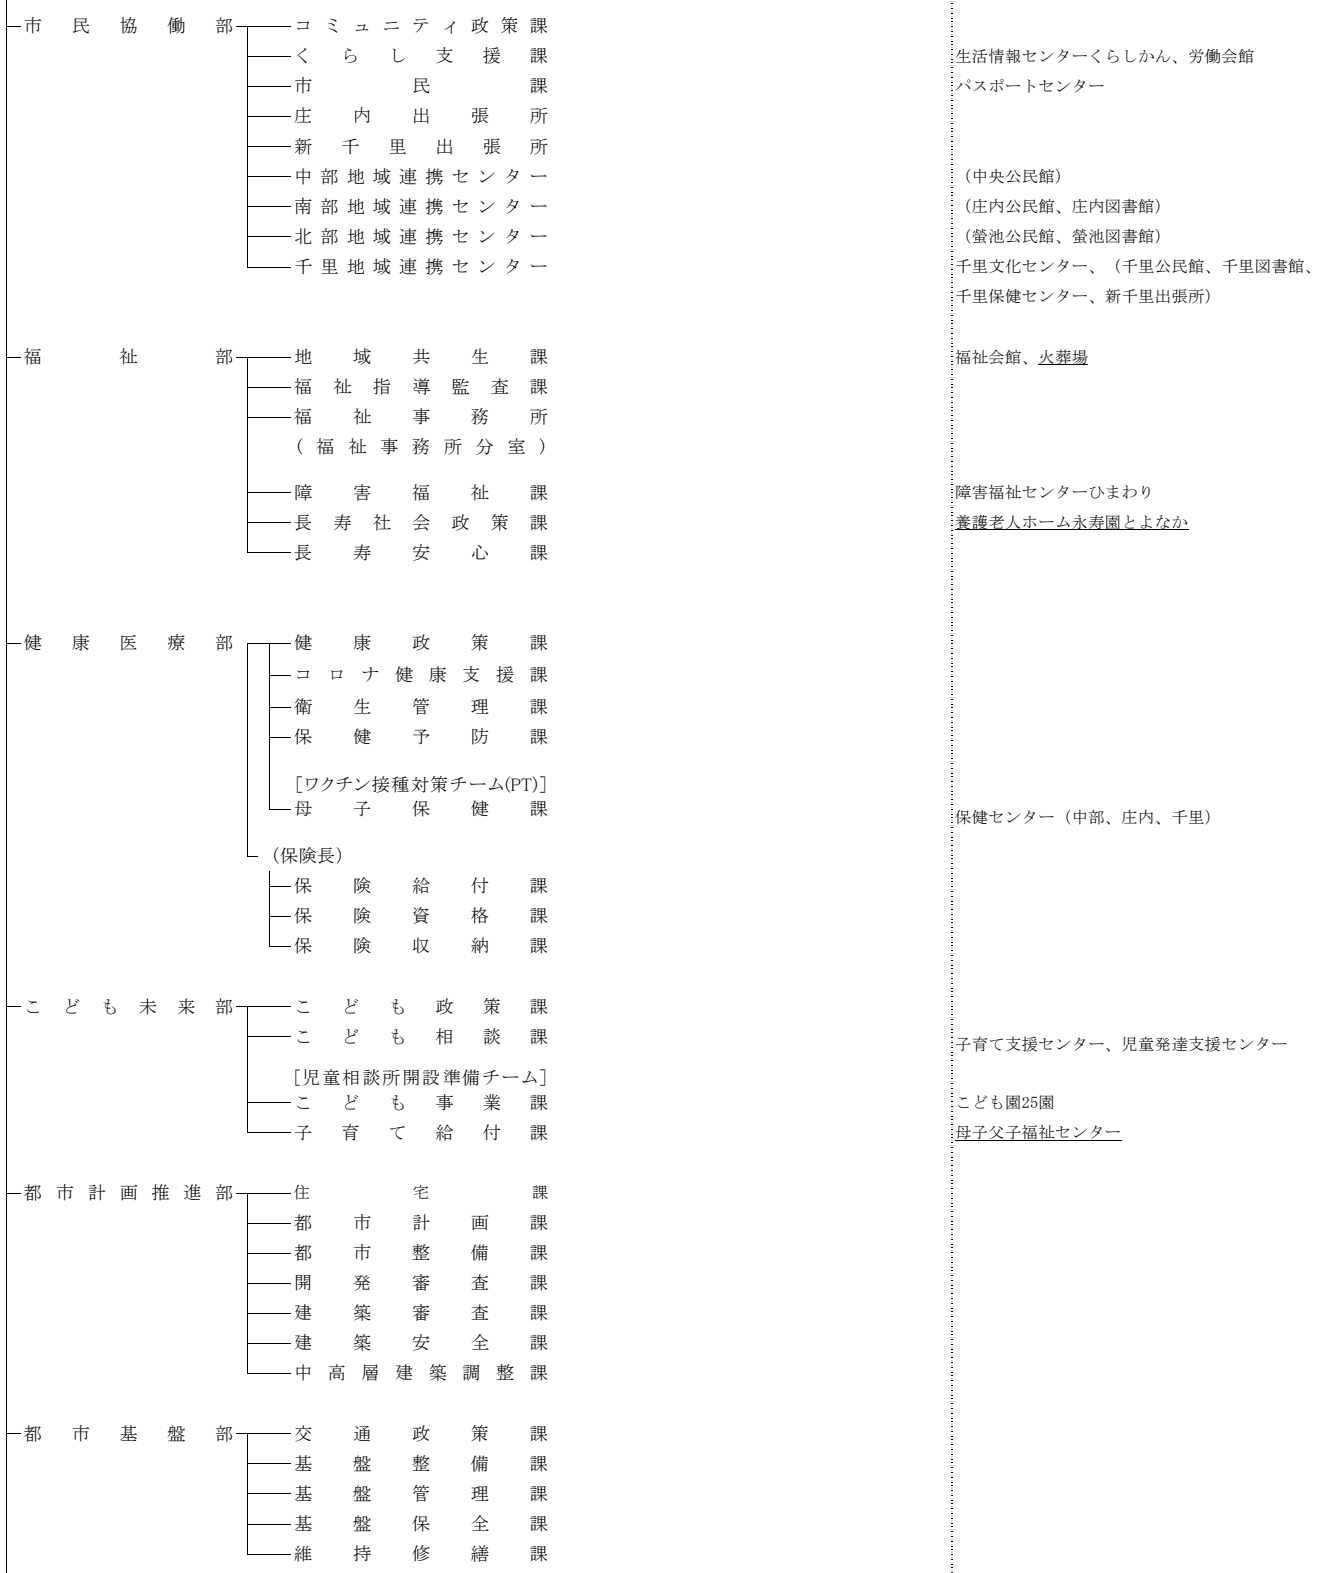 市民協働部 コミュニティ政策課
くらし支援課 生活情報センターくらしかん、労働会館
市民課 パスポートセンター
庄内出張所
新千里出張所
中部地域連携センター （中央公民館）
南部地域連携センター （庄内公民館、庄内図書館）
北部地域連携センター （螢池公民館、螢池図書館）
千里地域連携センター 千里文化センター、（千里公民館、千里図書館、
千里保健センター、新千里出張所）
福祉部 地域共生課 福祉会館、火葬場
福祉指導監査課
福祉事務所
(福祉事務所分室)
障害福祉課 障害福祉センターひまわり
長寿社会政策課 養護老人ホーム永寿園とよなか
長寿安心課
健康医療部 健康政策課
コロナ健康支援課
衛生管理課
保健予防課
[ワクチン接種対策チーム(PT)]
母子保健課 保健センター（中部、庄内、千里）
（保険長）
保険給付課
保険資格課
保険収納課
こども未来部 こども政策課
こども相談課 子育て支援センター、児童発達支援センター
[児童相談所開設準備チーム]
こども事業課 こども園25園
子育て給付課 母子父子福祉センター
都市計画推進部 住宅課
都市計画課
都市整備課
開発審査課
建築審査課
建築安全課
中高層建築調整課
都市基盤部 交通政策課
基盤整備課
基盤管理課
基盤保全課
維持修繕課